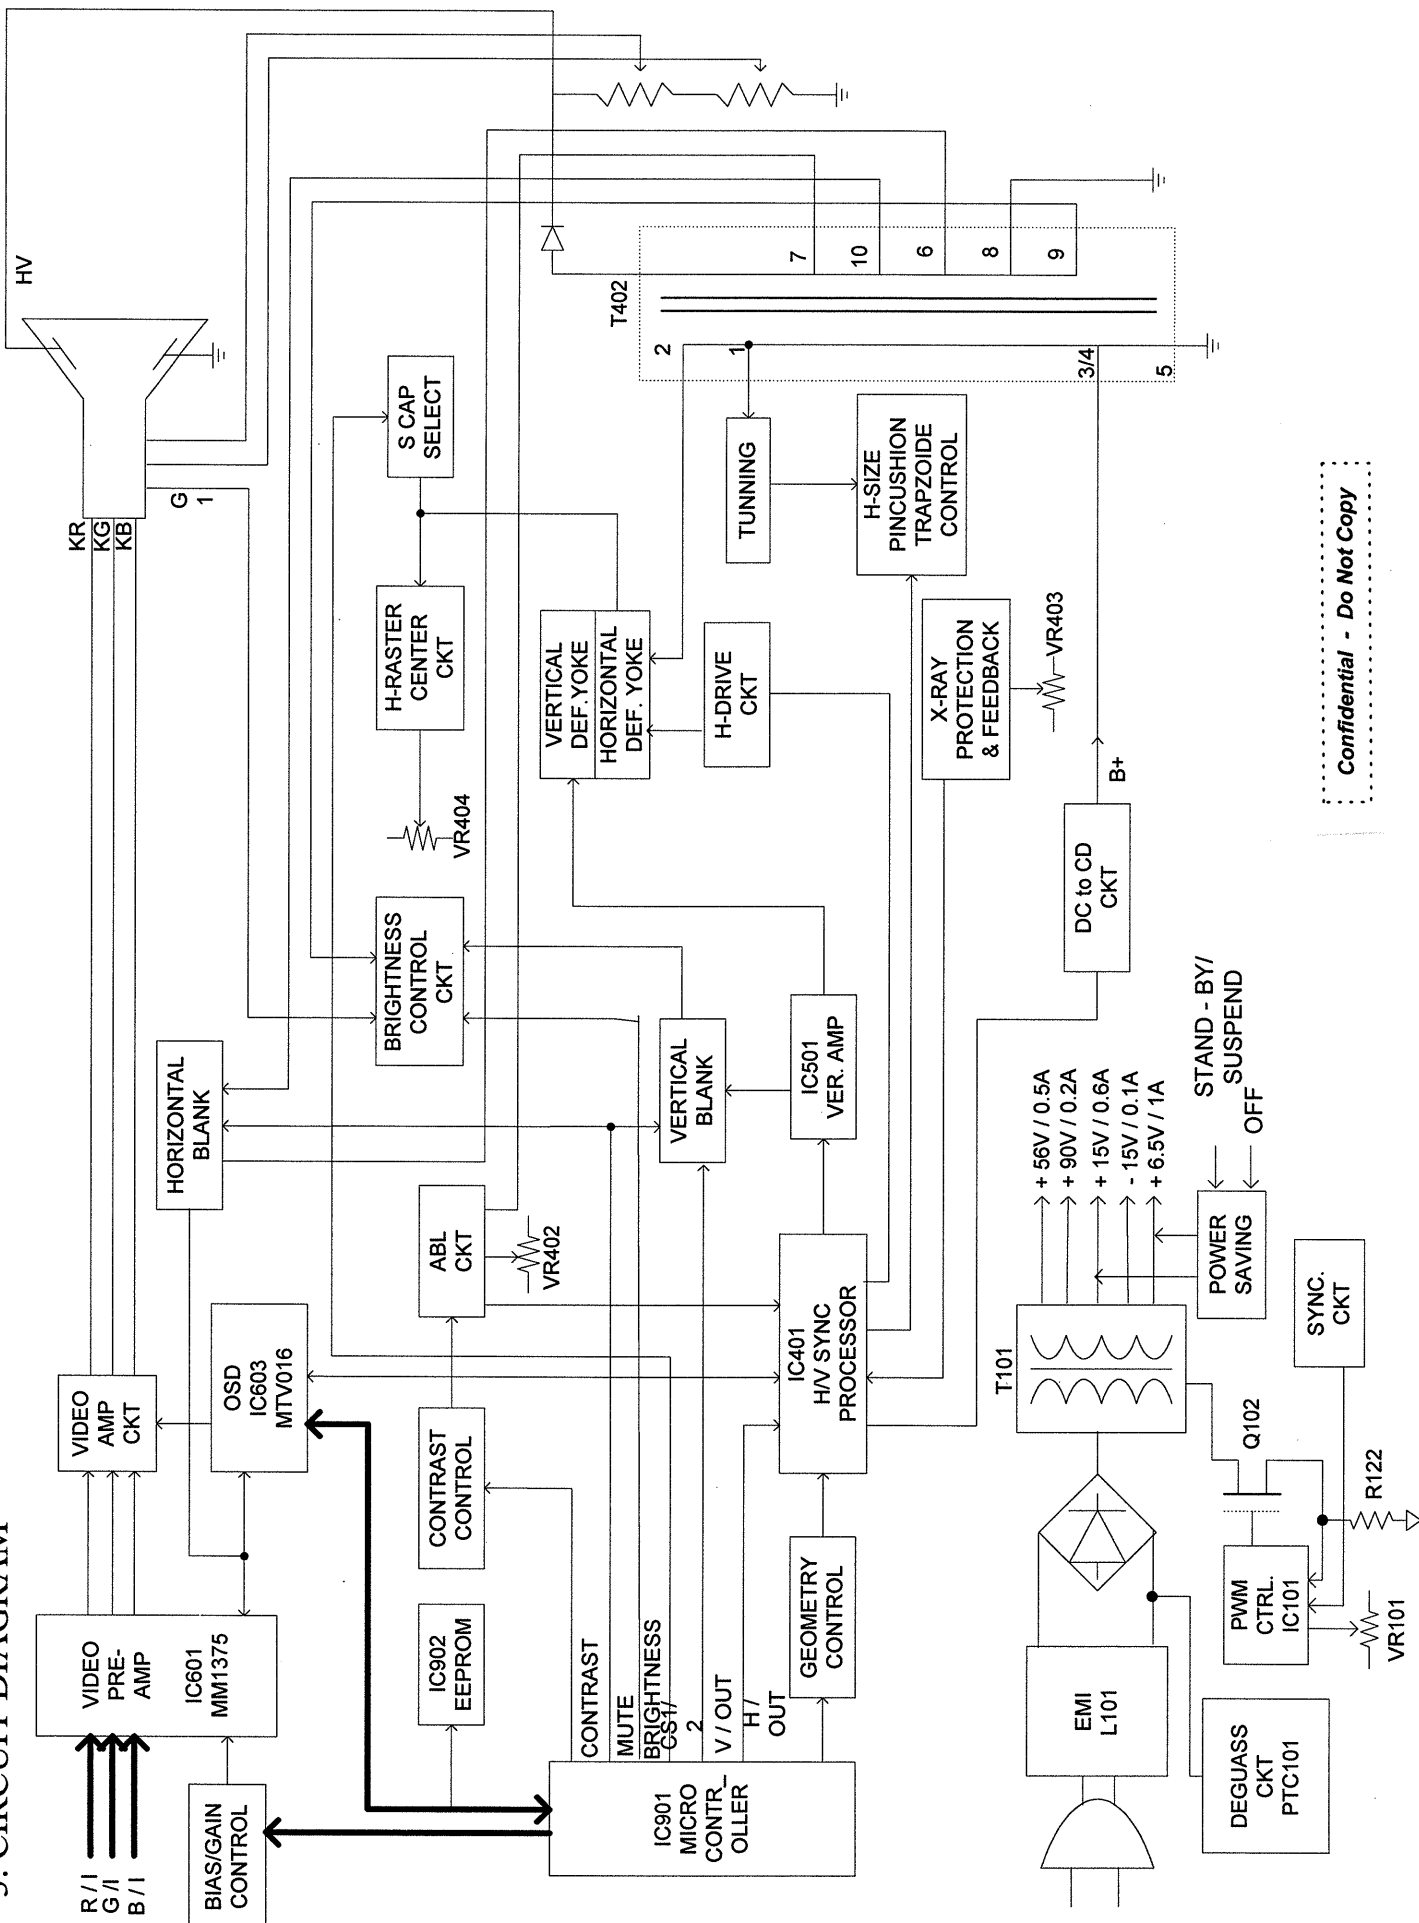 CIRCUIT DIAGRAM
R / I
G /I
B / I
VIDEO
PRE-
AMP
IC601
MM1375
VIDEO
AMP
CKT
KR
KG
KB
HV
G
1
BIAS/GAIN
CONTROL
OSD
IC603
MTV016
HORIZONTAL
BLANK
IC902
EEPROM
CONTRAST
CONTROL
ABL
CKT
VR402
BRIGHTNESS
CONTROL
CKT
H-RASTER
CENTER
CKT
VR404
S CAP
SELECT
IC901
MICRO
CONTR_
OLLER
CONTRAST
MUTE
BRIGHTNESS
CS1/
2
V / OUT
H /
OUT
VERTICAL
BLANK
VERTICAL
DEF.YOKE
HORIZONTAL
DEF. YOKE
H-DRIVE
CKT
TUNNING
T402
2
1
3/4
5
7
10
6
8
9
GEOMETRY
CONTROL
IC401
H/V SYNC
PROCESSOR
IC501
VER. AMP
H-SIZE
PINCUSHION
TRAPZOIDE
CONTROL
X-RAY
PROTECTION
& FEEDBACK
VR403
DC to CD
CKT
B+
EMI
L101
T101
+ 56V / 0.5A
+ 90V / 0.2A
+ 15V / 0.6A
- 15V / 0.1A
+ 6.5V / 1A
STAND - BY/
SUSPEND
OFF
POWER
SAVING
DEGUASS
CKT
PTC101
PWM
CTRL.
IC101
VR101
Q102
R122
SYNC.
CKT
Confidential - Do Not Copy